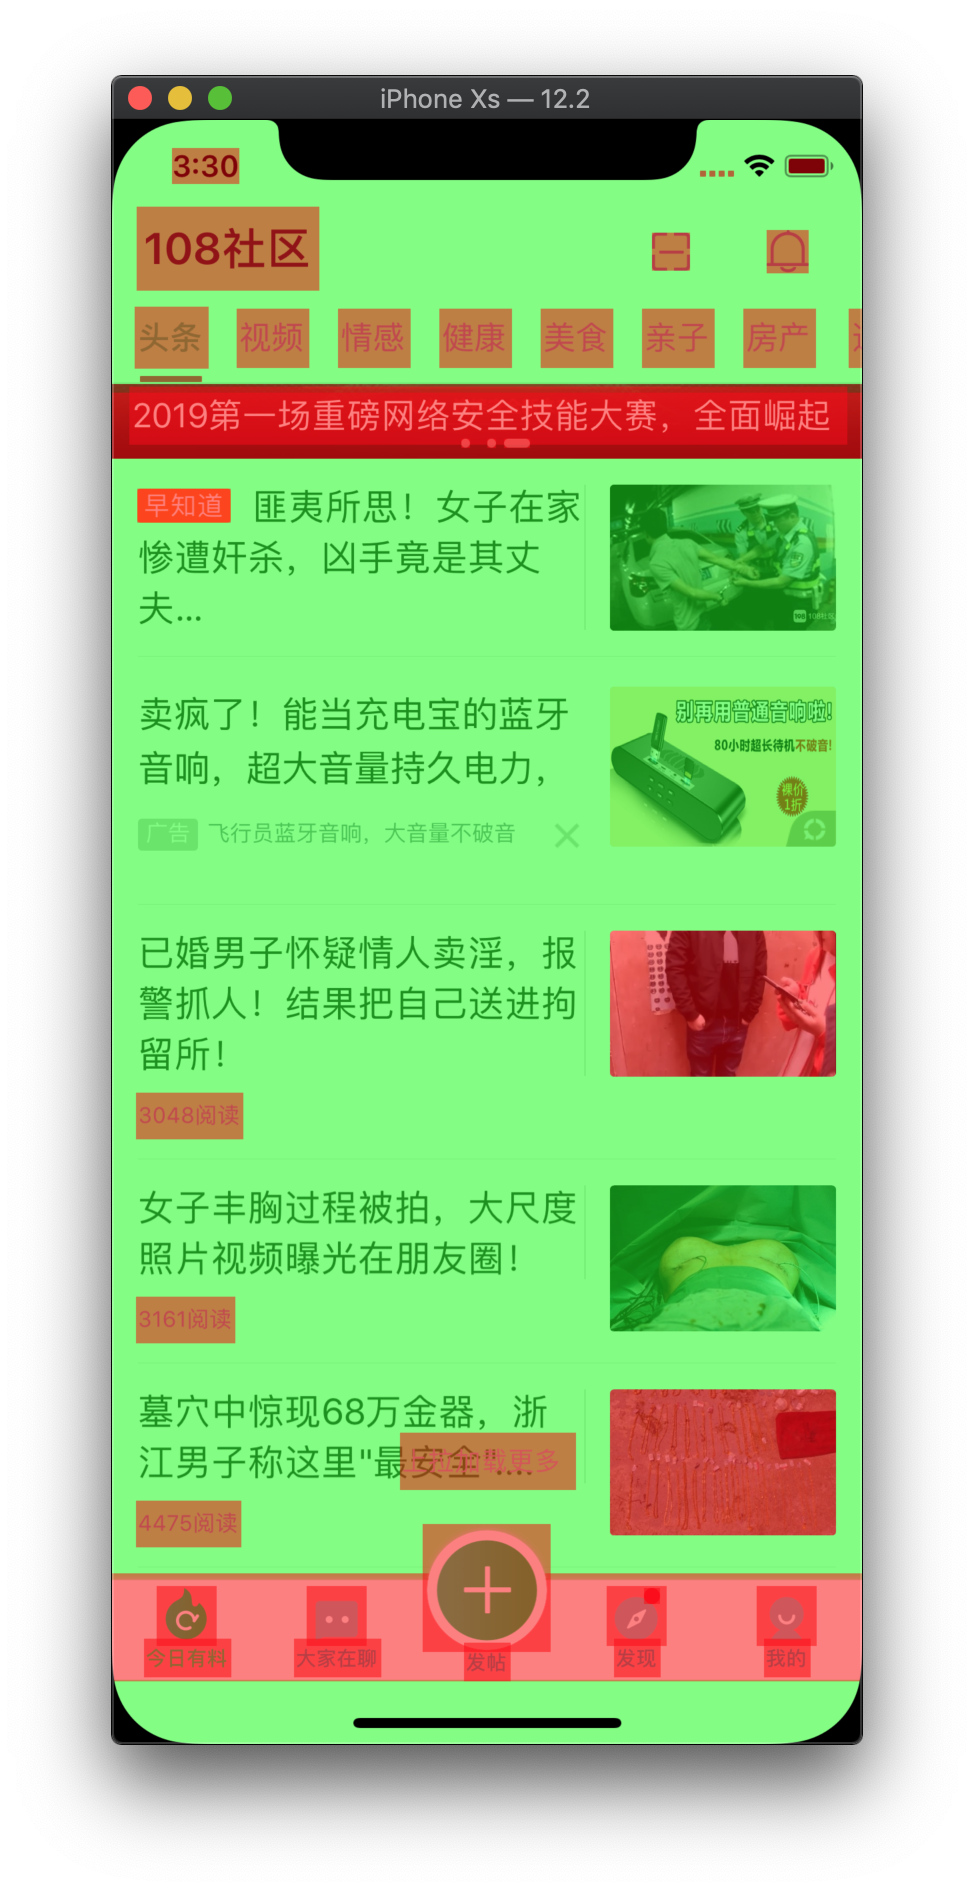 iPhone Xs — 12.2
3:30
108社区
头条 视频 情感 健康 美食 亲子 房产
2019第一场重磅网络安全技能大赛，全面崛起
早知道 匪夷所思！女子在家
惨遭奸杀，凶手竟是其丈
夫...
108社区
卖疯了！能当充电宝的蓝牙
音响，超大音量持久电力，
广告 飞行员蓝牙音响，大音量不破音
别再用普通音响啦!
80小时超长待机不破音!
裸价
1折
已婚男子怀疑情人卖淫，报
警抓人！结果把自己送进拘
留所！
3048阅读
女子丰胸过程被拍，大尺度
照片视频曝光在朋友圈！
3161阅读
墓穴中惊现68万金器，浙
江男子称这里"最安全"....
上拉加载更多
4475阅读
今日有料 大家在聊 发帖 发现 我的